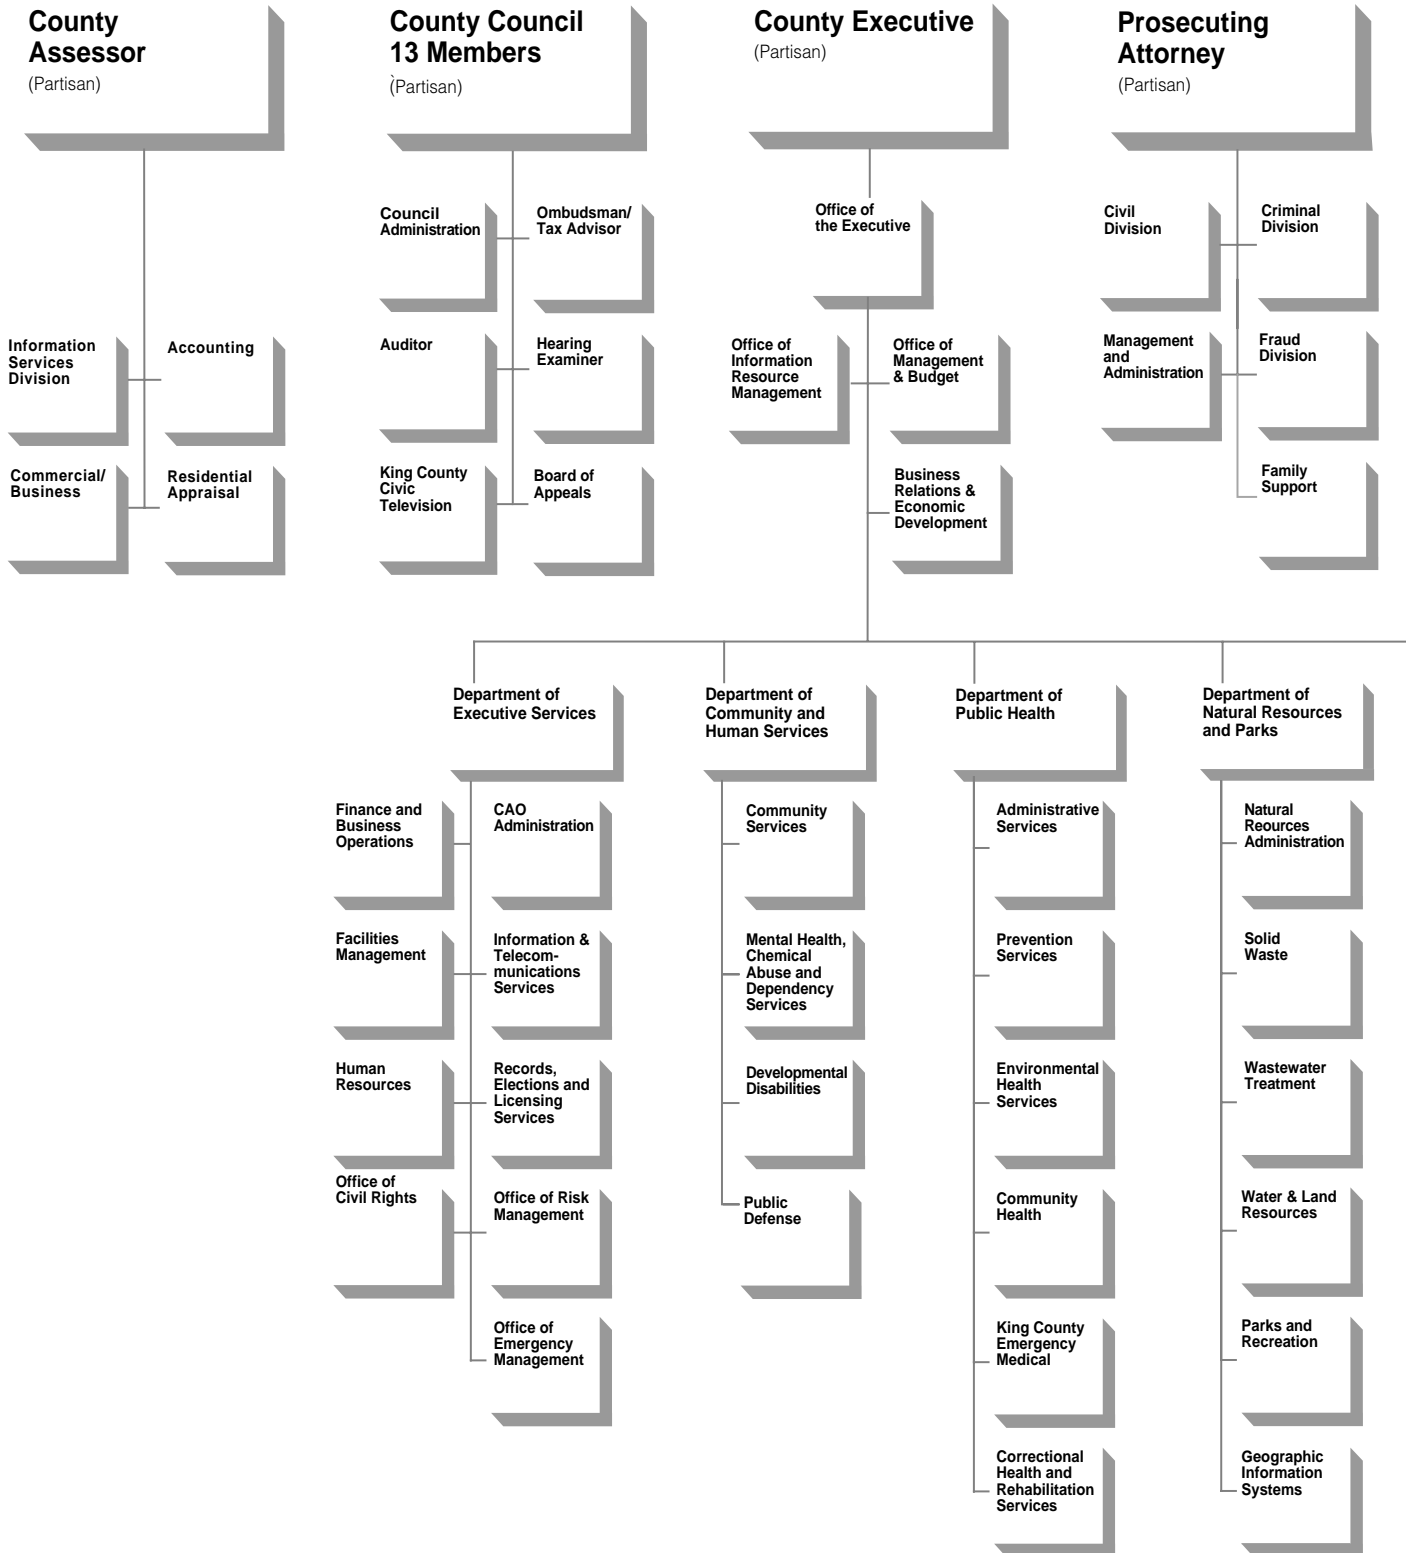 County
Assessor
(Partisan)
County Council
13 Members
`
(Partisan)
County Executive
(Partisan)
Prosecuting
Attorney
(Partisan)
Information
Services
Division
Accounting
Commercial/
Business
Residential
Appraisal
Council
Administration
Ombudsman/
Tax Advisor
Auditor
Hearing
Examiner
King County
Civic
Television
Board of
Appeals
Office of
the Executive
Office of
Information
Resource
Management
Office of
Management
& Budget
Business
Relations &
Economic
Development
Civil
Division
Criminal
Division
Management
and
Administration
Fraud
Division
Family
Support
Department of
Executive Services
Finance and
Business
Operations
CAO
Administration
Facilities
Management
Information &
Telecom-
munications
Services
Human
Resources
Records,
Elections and
Licensing
Services
Office of
Civil Rights
Office of Risk
Management
Office of
Emergency
Management
Department of
Community and
Human Services
Community
Services
Mental Health,
Chemical
Abuse and
Dependency
Services
Developmental
Disabilities
Public
Defense
Department of
Public Health
Administrative
Services
Prevention
Services
Environmental
Health
Services
Community
Health
King County
Emergency
Medical
Correctional
Health and
Rehabilitation
Services
Department of
Natural Resources
and Parks
Natural
Reources
Administration
Solid
Waste
Wastewater
Treatment
Water & Land
Resources
Parks and
Recreation
Geographic
Information
Systems